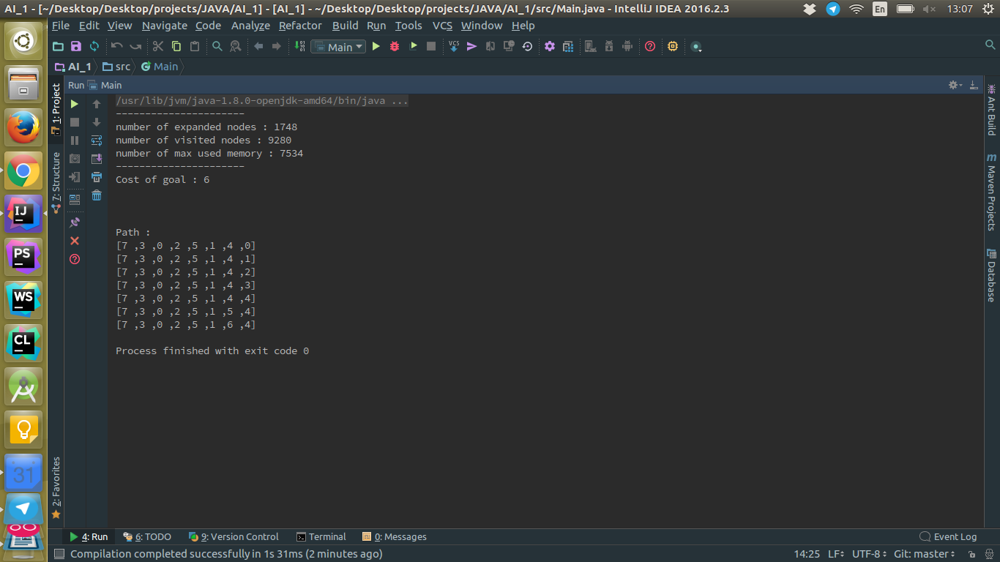 AI_1 - [~/Desktop/Desktop/projects/JAVA/AI_1] - [AI_1] - ~/Desktop/Desktop/projects/JAVA/AI_1/src/Main.java - IntelliJ IDEA 2016.2.3 En 13:07
File Edit View Navigate Code Analyze Refactor Build Run Tools VCS Window Help
Main VCS
AI_1 src Main
Run Main
1: Project
7: Structure
2: Favorites
/usr/lib/jvm/java-1.8.0-openjdk-amd64/bin/java ...
----------------------
number of expanded nodes : 1748
number of visited nodes : 9280
number of max used memory : 7534
----------------------
Cost of goal : 6
Path :
[7 ,3 ,0 ,2 ,5 ,1 ,4 ,0]
[7 ,3 ,0 ,2 ,5 ,1 ,4 ,1]
[7 ,3 ,0 ,2 ,5 ,1 ,4 ,2]
[7 ,3 ,0 ,2 ,5 ,1 ,4 ,3]
[7 ,3 ,0 ,2 ,5 ,1 ,4 ,4]
[7 ,3 ,0 ,2 ,5 ,1 ,5 ,4]
[7 ,3 ,0 ,2 ,5 ,1 ,6 ,4]
Process finished with exit code 0
Ant Build
m Maven Projects
Database
IJ
PS
WS
CL
31
4: Run 6: TODO 9: Version Control Terminal 0: Messages Event Log
Compilation completed successfully in 1s 31ms (2 minutes ago) 14:25 LF UTF-8 Git: master